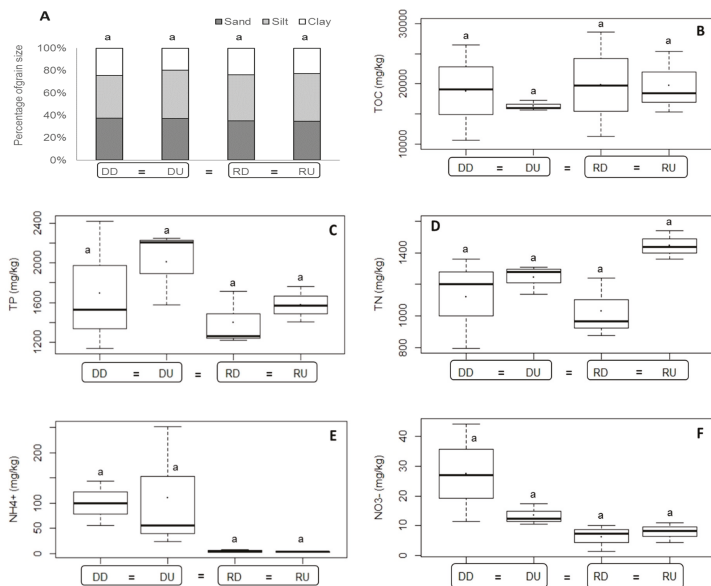 A
■ Sand ■ Silt □ Clay
a a a a
Percentage of grain size
100%
80%
60%
40%
20%
0%
DD = DU = RD = RU
B
TOC (mg/kg)
30000
20000
10000
a a a a
DD = DU = RD = RU
C
TP (mg/kg)
2400
2000
1600
1200
a a a a
DD = DU = RD = RU
D
TN (mg/kg)
1400
1000
800
a a a a
DD = DU = RD = RU
E
NH4+ (mg/kg)
200
100
50
0
a a a a
DD = DU = RD = RU
F
NO3- (mg/kg)
40
30
20
10
0
a a a a
DD = DU = RD = RU